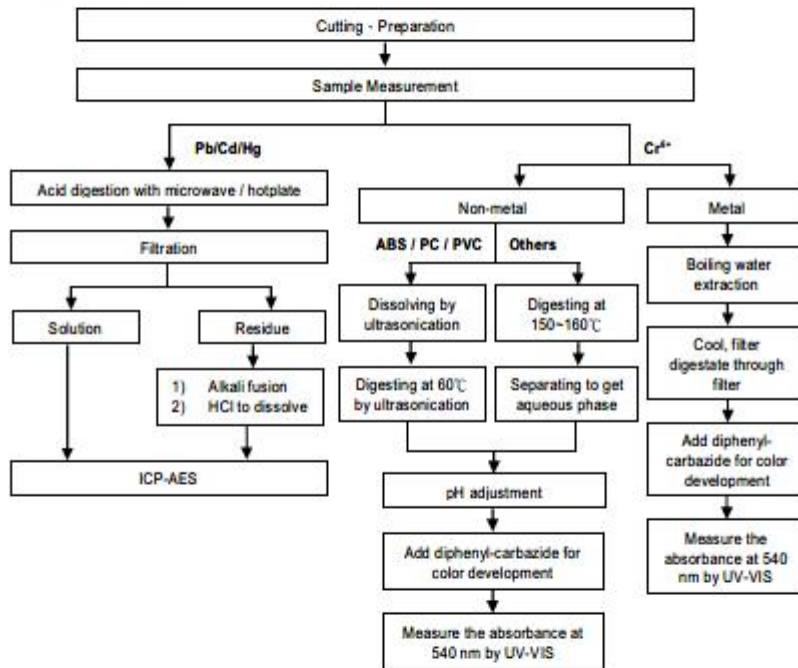 Cutting - Preparation
Sample Measurement
Pb/Cd/Hg
Acid digestion with microwave / hotplate
Filtration
Solution
Residue
1) Alkali fusion
2) HCl to dissolve
ICP-AES
Cr⁶⁺
Non-metal
ABS / PC / PVC
Others
Dissolving by
ultrasonication
Digesting at 60℃
by ultrasonication
Digesting at
150~160℃
Separating to get
aqueous phase
pH adjustment
Add diphenyl-carbazide for
color development
Measure the absorbance at
540 nm by UV-VIS
Metal
Boiling water
extraction
Cool, filter
digestate through
filter
Add diphenyl-
carbazide for color
development
Measure the
absorbance at 540
nm by UV-VIS